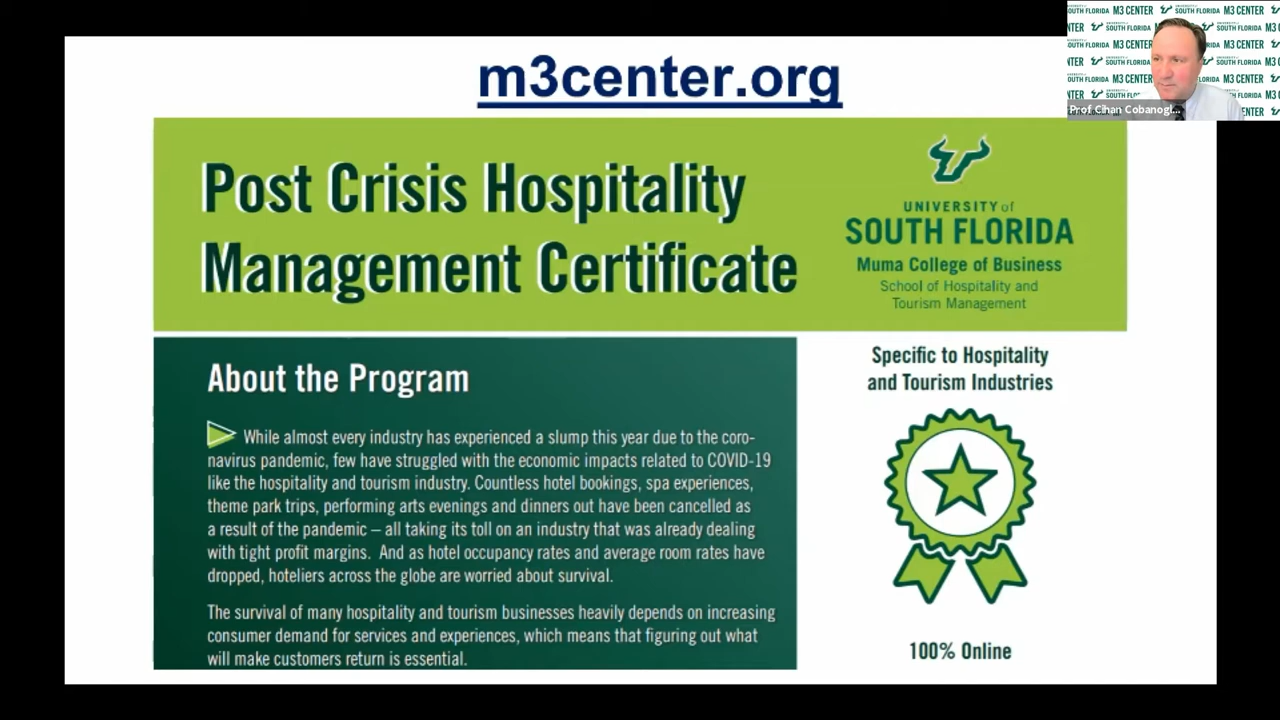 m3center.org
Post Crisis Hospitality
Management Certificate
UNIVERSITY of
SOUTH FLORIDA
Muma College of Business
School of Hospitality and
Tourism Management
About the Program
While almost every industry has experienced a slump this year due to the coro-
navirus pandemic, few have struggled with the economic impacts related to COVID-19
like the hospitality and tourism industry. Countless hotel bookings, spa experiences,
theme park trips, performing arts evenings and dinners out have been cancelled as
a result of the pandemic – all taking its toll on an industry that was already dealing
with tight profit margins. And as hotel occupancy rates and average room rates have
dropped, hoteliers across the globe are worried about survival.
The survival of many hospitality and tourism businesses heavily depends on increasing
consumer demand for services and experiences, which means that figuring out what
will make customers return is essential.
Specific to Hospitality
and Tourism Industries
100% Online
SOUTH FLORIDA M3 CENTER
Prof Cihan Cobanogl...